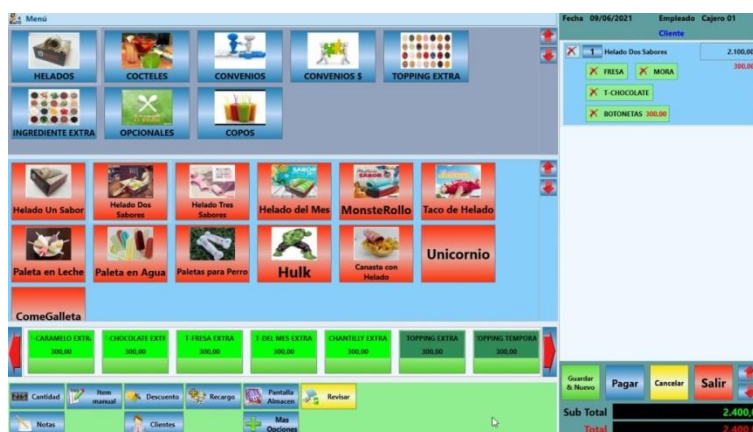 Menú
Fecha 09/06/2021 Empleado Cajero 01
Cliente
HELADOS
COCTELES
CONVENIOS
CONVENIOS $
TOPPING EXTRA
INGREDIENTE EXTRA
OPCIONALES
COPOS
1 Helado Dos Sabores 2.100,00
300,00
FRESA
MORA
T-CHOCOLATE
BOTONETAS 300,00
Helado Un Sabor
Helado Dos
Sabores
Helado Tres
Sabores
Helado del Mes
MonsteRollo
Taco de Helado
Paleta en Leche
Paleta en Agua
Paletas para Perro
Hulk
Canasta con
Helado
Unicornio
ComeGalleta
T-CARAMELO EXTR
300,00
T-CHOCOLATE EXTF
300,00
T-FRESA EXTRA
300,00
T-DEL MES EXTRA
300,00
CHANTILLY EXTRA
300,00
TOPPING EXTRA
300,00
OPPING TEMPORA
300,00
Cantidad
Item
manual
Descuento
Recargo
Pantalla
Almacen
Revisar
Notas
Clientes
Mas
Opciones
Guardar
& Nuevo
Pagar
Cancelar
Salir
Sub Total 2.400,0
Total 2.400,0